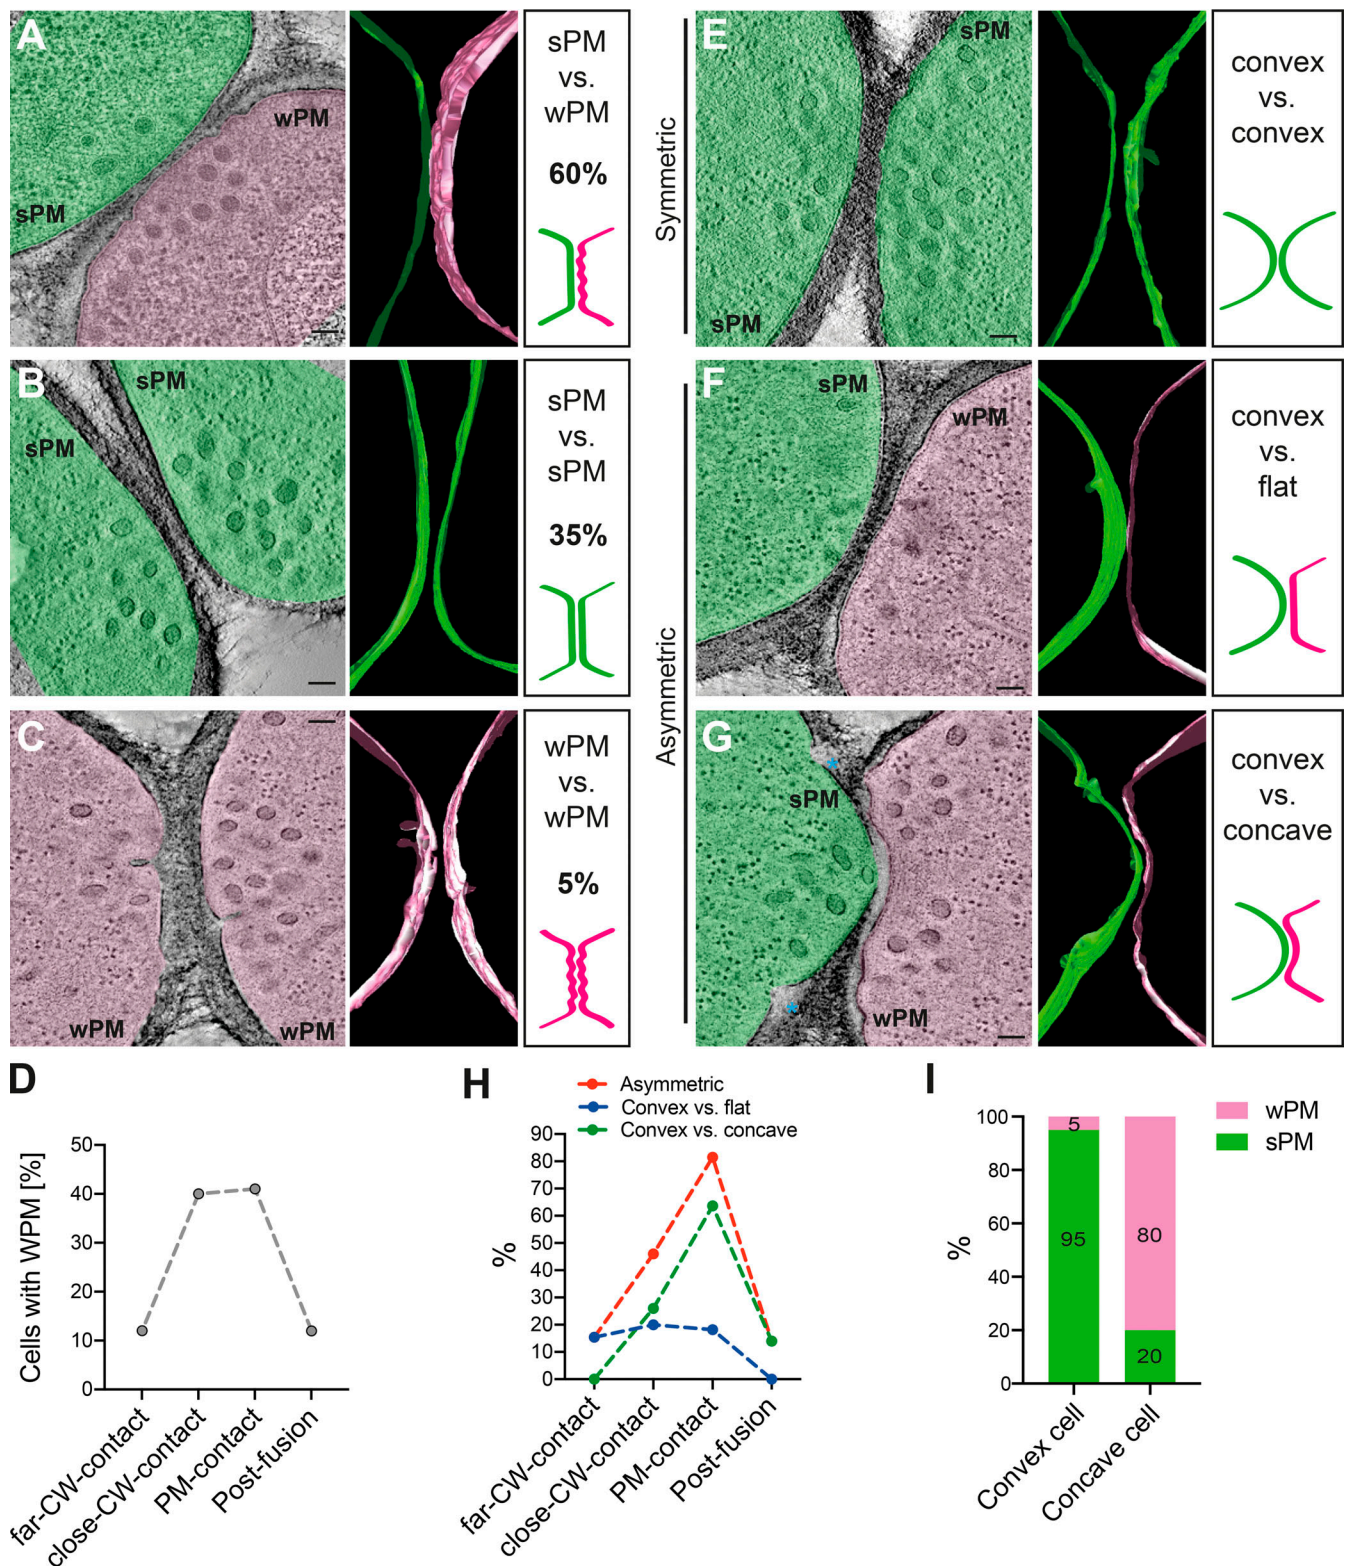 A
sPM
wPM
sPM
vs.
wPM
60%
B
sPM
sPM
sPM
vs.
sPM
35%
C
wPM
wPM
wPM
vs.
wPM
5%
Symmetric
E
sPM
sPM
convex
vs.
convex
Asymmetric
F
sPM
wPM
convex
vs.
flat
G
*
sPM
*
wPM
convex
vs.
concave
D
Cells with WPM [%]
50
40
30
20
10
0
far-CW-contact
close-CW-contact
PM-contact
Post-fusion
H
Asymmetric
Convex vs. flat
Convex vs. concave
%
90
80
70
60
50
40
30
20
10
0
far-CW-contact
close-CW-contact
PM-contact
Post-fusion
I
wPM
sPM
%
100
80
60
40
20
0
5
95
80
20
Convex cell
Concave cell